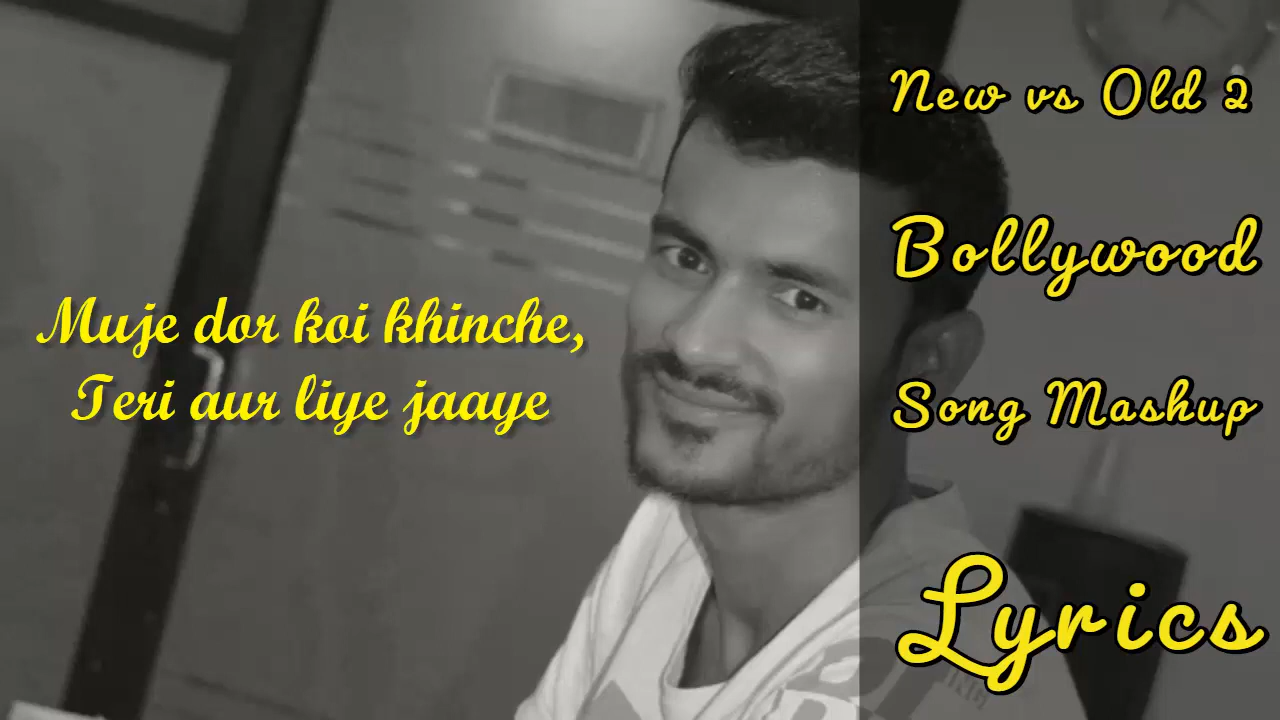 Muje dor koi khinche,
Teri aur liye jaaye
New vs Old 2
Bollywood
Song Mashup
Lyrics